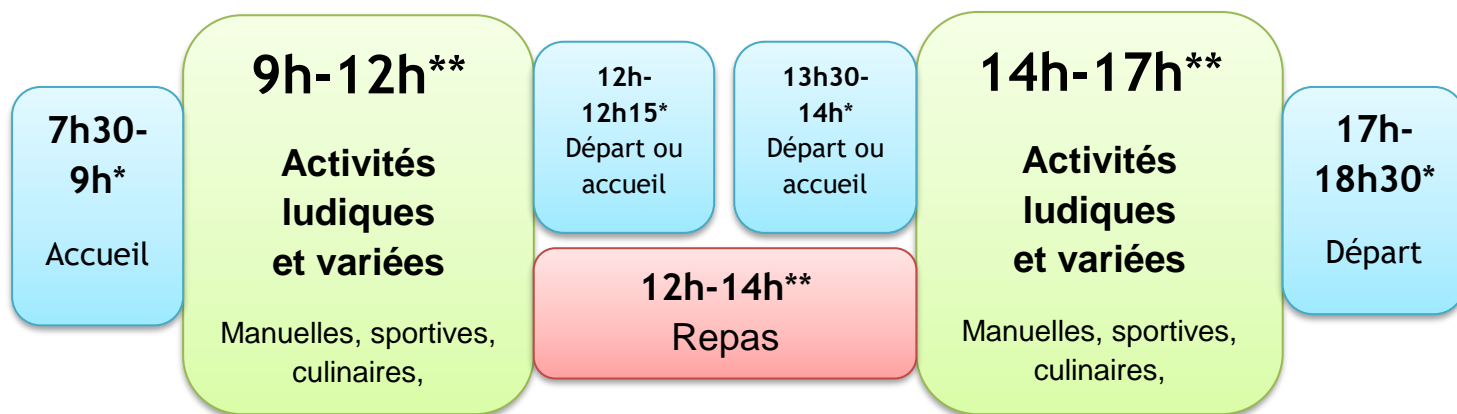 7h30-
9h*
Accueil
9h-12h**
Activités
ludiques
et variées
Manuelles, sportives,
culinaires,
12h-
12h15*
Départ ou
accueil
13h30-
14h*
Départ ou
accueil
12h-14h**
Repas
14h-17h**
Activités
ludiques
et variées
Manuelles, sportives,
culinaires,
17h-
18h30*
Départ